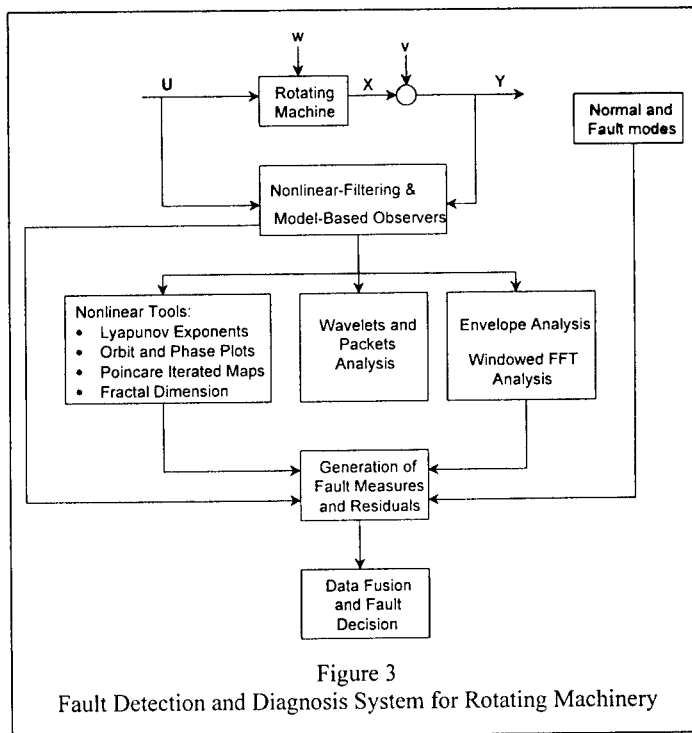 w
v
U
X
Y
Rotating
Machine
Normal and
Fault modes
Nonlinear-Filtering &
Model-Based Observers
Nonlinear Tools:
• Lyapunov Exponents
• Orbit and Phase Plots
• Poincare Iterated Maps
• Fractal Dimension
Wavelets and
Packets
Analysis
Envelope Analysis
Windowed FFT
Analysis
Generation of
Fault Measures
and Residuals
Data Fusion
and Fault
Decision
Figure 3
Fault Detection and Diagnosis System for Rotating Machinery